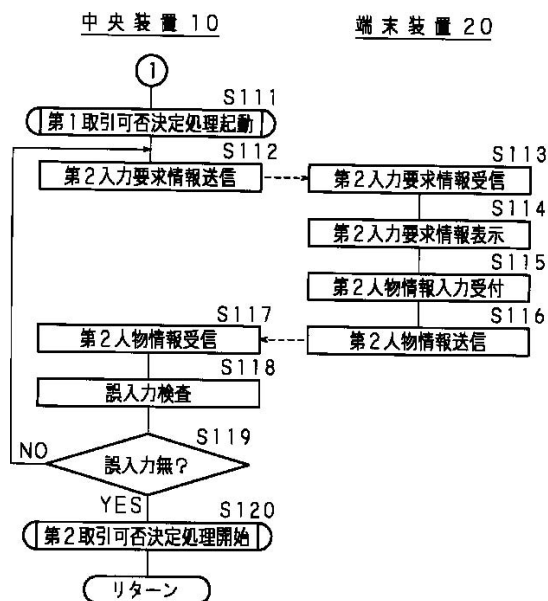 中央装置10
端末装置20
1
S111
第1取引可否決定処理起動
S112
第2入力要求情報送信
S113
第2入力要求情報受信
S114
第2入力要求情報表示
S115
第2人物情報入力受付
S116
第2人物情報送信
S117
第2人物情報受信
S118
誤入力検査
S119
誤入力無?
NO
YES
S120
第2取引可否決定処理開始
リターン